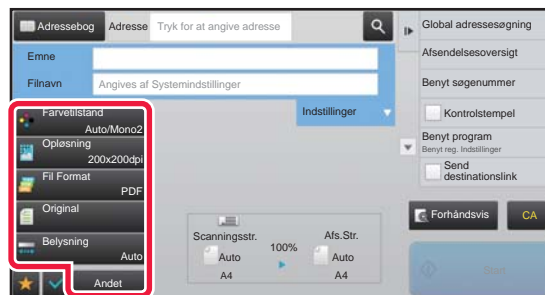 Adressebog
Adresse
Tryk for at angive adresse
Emne
Filnavn
Angives af Systemindstillinger
Indstillinger
Farvetilstand
Auto/Mono2
Opløsning
200x200dpi
Fil Format
PDF
Original
Belysning
Auto
Andet
Scanningsstr.
Auto
A4
100%
Afs.Str.
Auto
A4
Global adressesøgning
Afsendelsesoversigt
Benyt søgenummer
Kontrolstempel
Benyt program
Benyt reg. Indstillinger
Send
destinationslink
Forhåndsvis
CA
Start